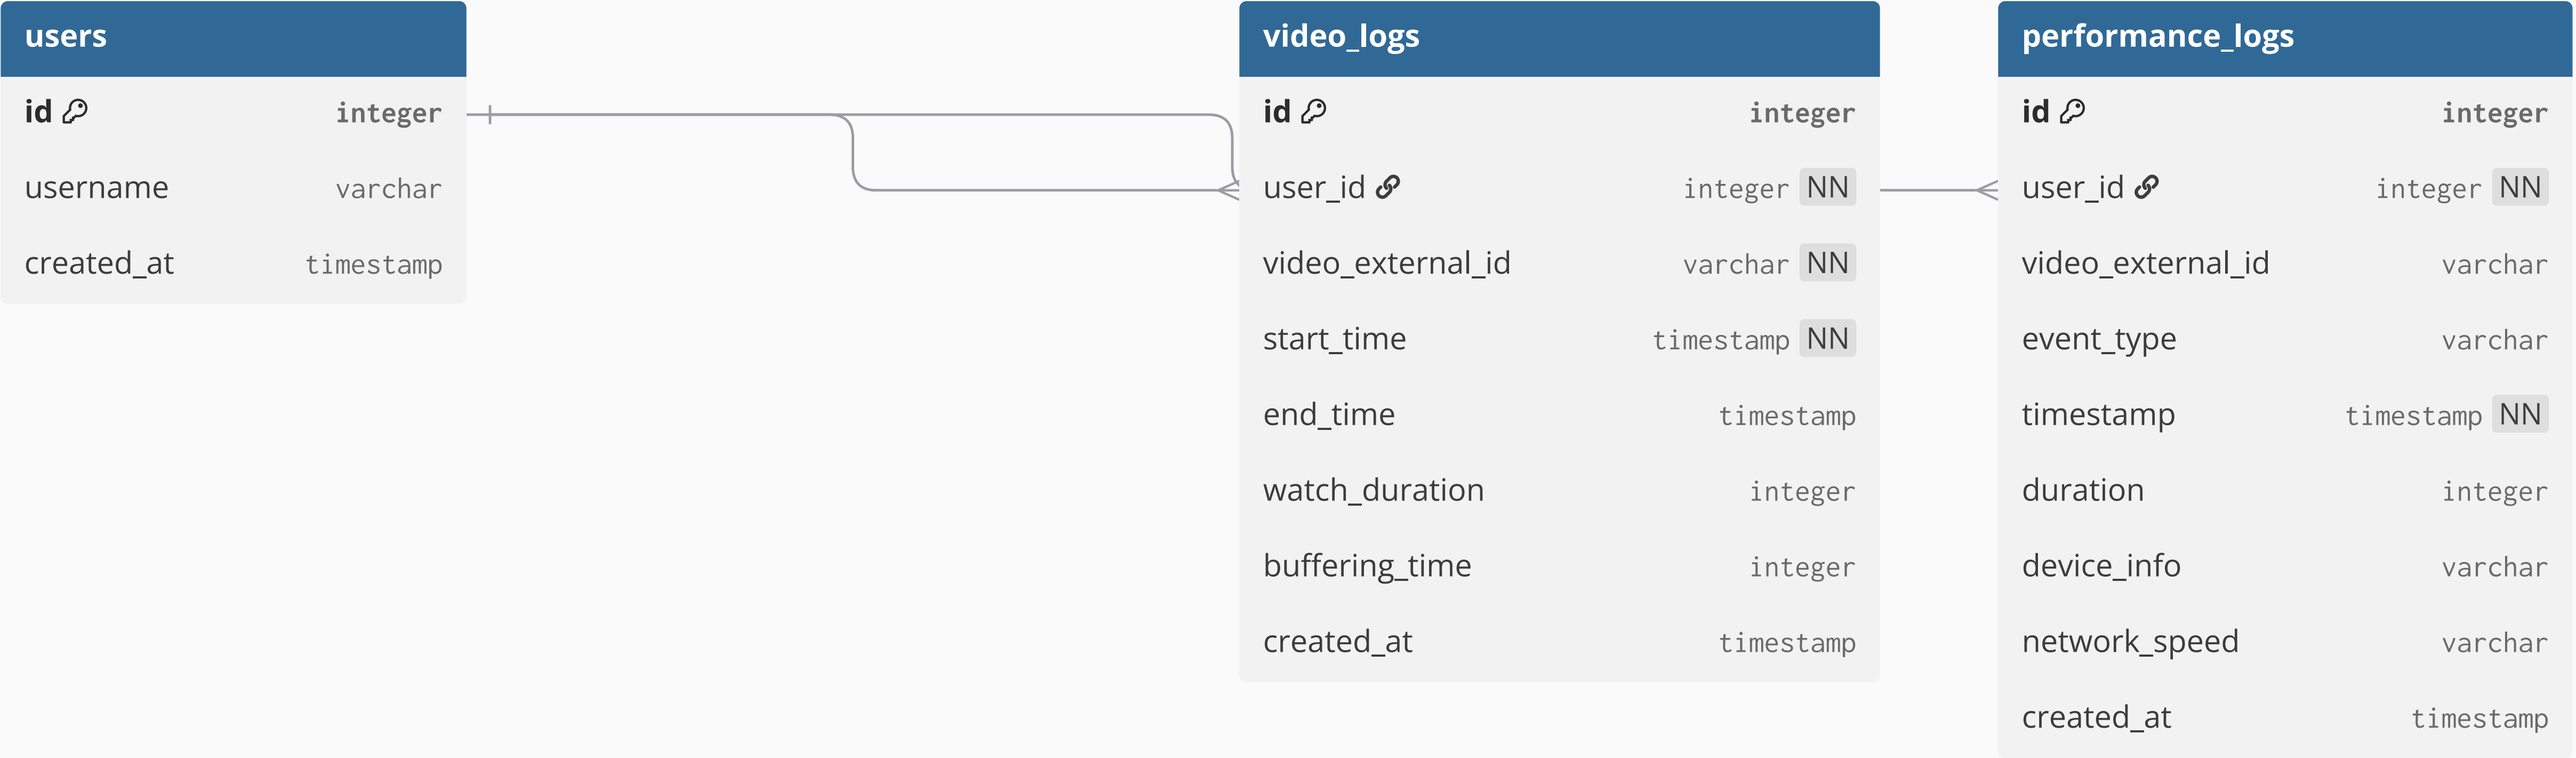 users
id integer
username varchar
created_at timestamp
video_logs
id integer
user_id integer NN
video_external_id varchar NN
start_time timestamp NN
end_time timestamp
watch_duration integer
buffering_time integer
created_at timestamp
performance_logs
id integer
user_id integer NN
video_external_id varchar
event_type varchar
timestamp timestamp NN
duration integer
device_info varchar
network_speed varchar
created_at timestamp